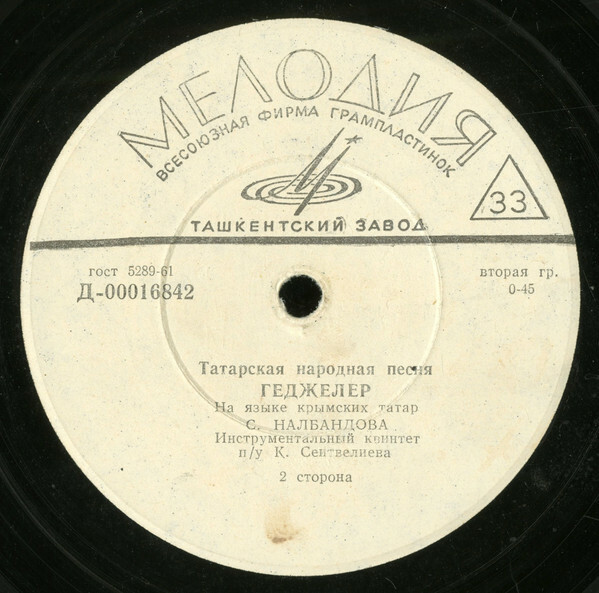 МЕЛОДИЯ
ВСЕСОЮЗНАЯ ФИРМА ГРАМПЛАСТИНОК
33
ТАШКЕНТСКИЙ ЗАВОД
гост 5289-61
Д-00016842
вторая гр.
0-45
Татарская народная песня
ГЕДЖЕЛЕР
На языке крымских татар
С. НАЛБАНДОВА
Инструментальный квинтет
п/у К. Сеитвелиева
2 сторона